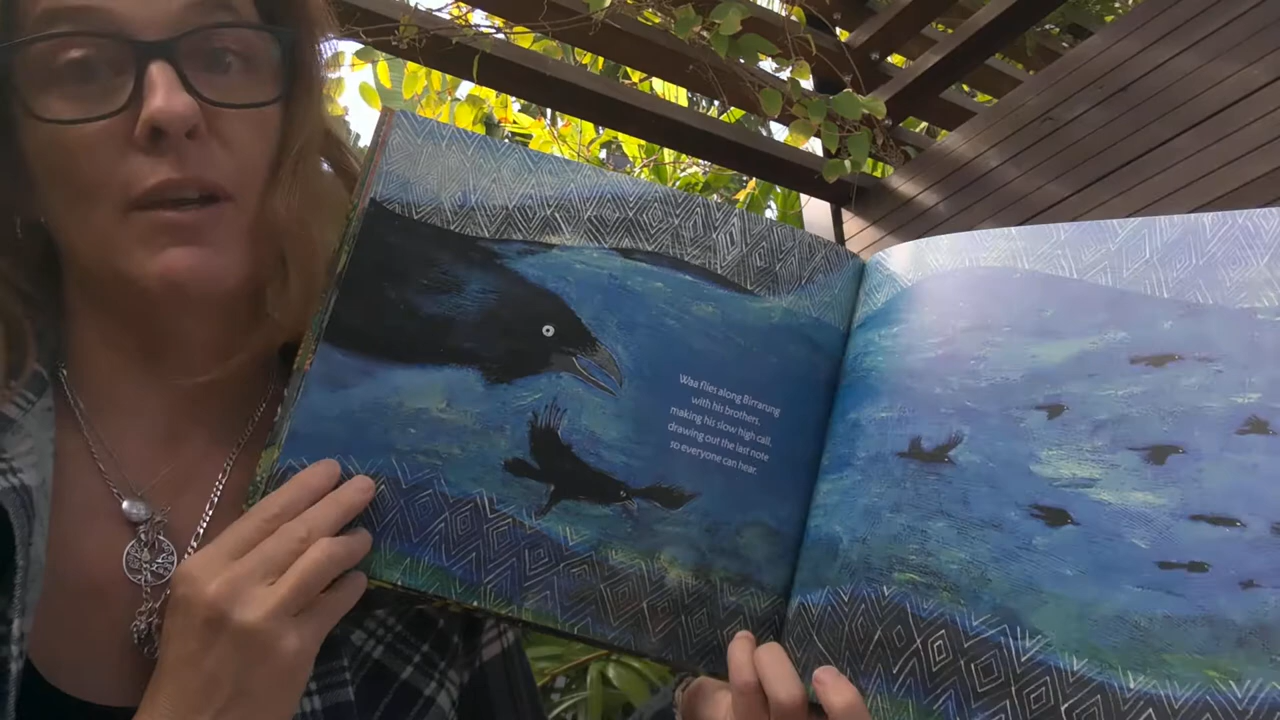 Waa flies along Birrarung
with his brothers,
making his slow high call,
drawing out the last note
so everyone can hear.